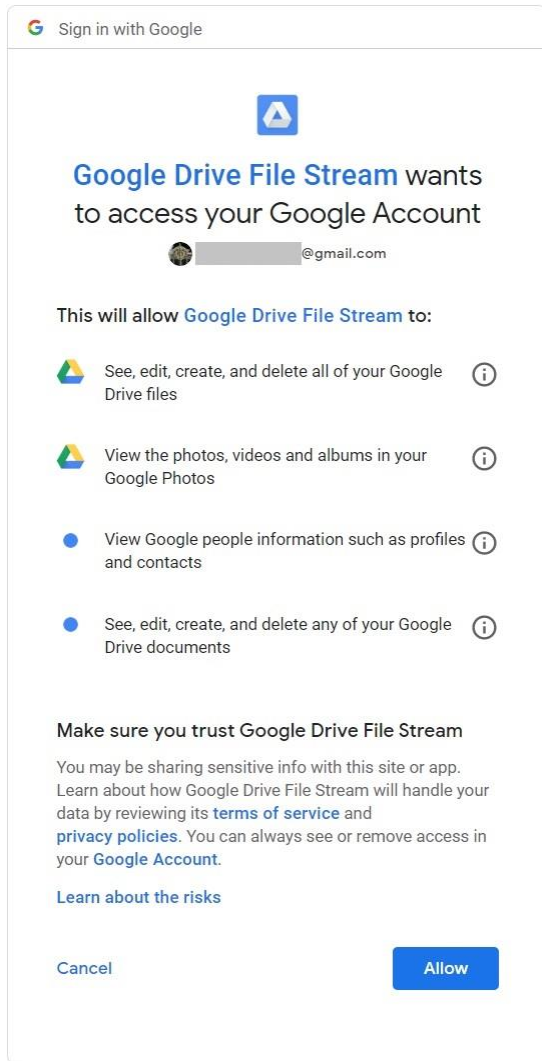 Sign in with Google
Google Drive File Stream wants
to access your Google Account
@gmail.com
This will allow Google Drive File Stream to:
See, edit, create, and delete all of your Google
Drive files
View the photos, videos and albums in your
Google Photos
View Google people information such as profiles
and contacts
See, edit, create, and delete any of your Google
Drive documents
Make sure you trust Google Drive File Stream
You may be sharing sensitive info with this site or app.
Learn about how Google Drive File Stream will handle your
data by reviewing its terms of service and
privacy policies. You can always see or remove access in
your Google Account.
Learn about the risks
Cancel
Allow